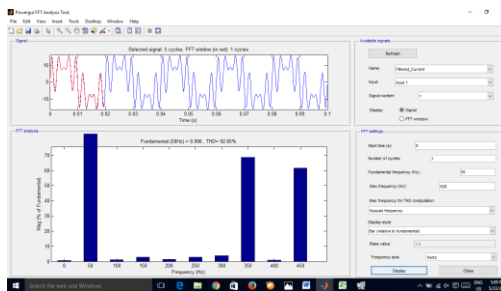 Powergui FFT Analysis Tool.
File Edit View Insert Tools Desktop Window Help
Signal
Selected signal: 5 cycles. FFT window (in red): 1 cycles
10
0
-10
0 0.01 0.02 0.03 0.04 0.05 0.06 0.07 0.08 0.09 0.1
Time (s)
FFT analysis
Fundamental (50Hz) = 9.996 , THD= 92.85%
Mag (% of Fundamental)
70
60
50
40
30
20
10
0
0 50 100 150 200 250 300 350 400 450
Frequency (Hz)
Available signals
Refresh
Name:
Filtered_Current
Input:
input 1
Signal number:
1
Display:
Signal
FFT window
FFT settings
Start time (s):
0
Number of cycles:
1
Fundamental frequency (Hz):
50
Max frequency (Hz):
500
Max frequency for THD computation:
Nyquist frequency
Display style:
Bar (relative to fundamental)
Base value:
1.0
Frequency axis:
Hertz
Display
Close
Search the web and Windows
ENG